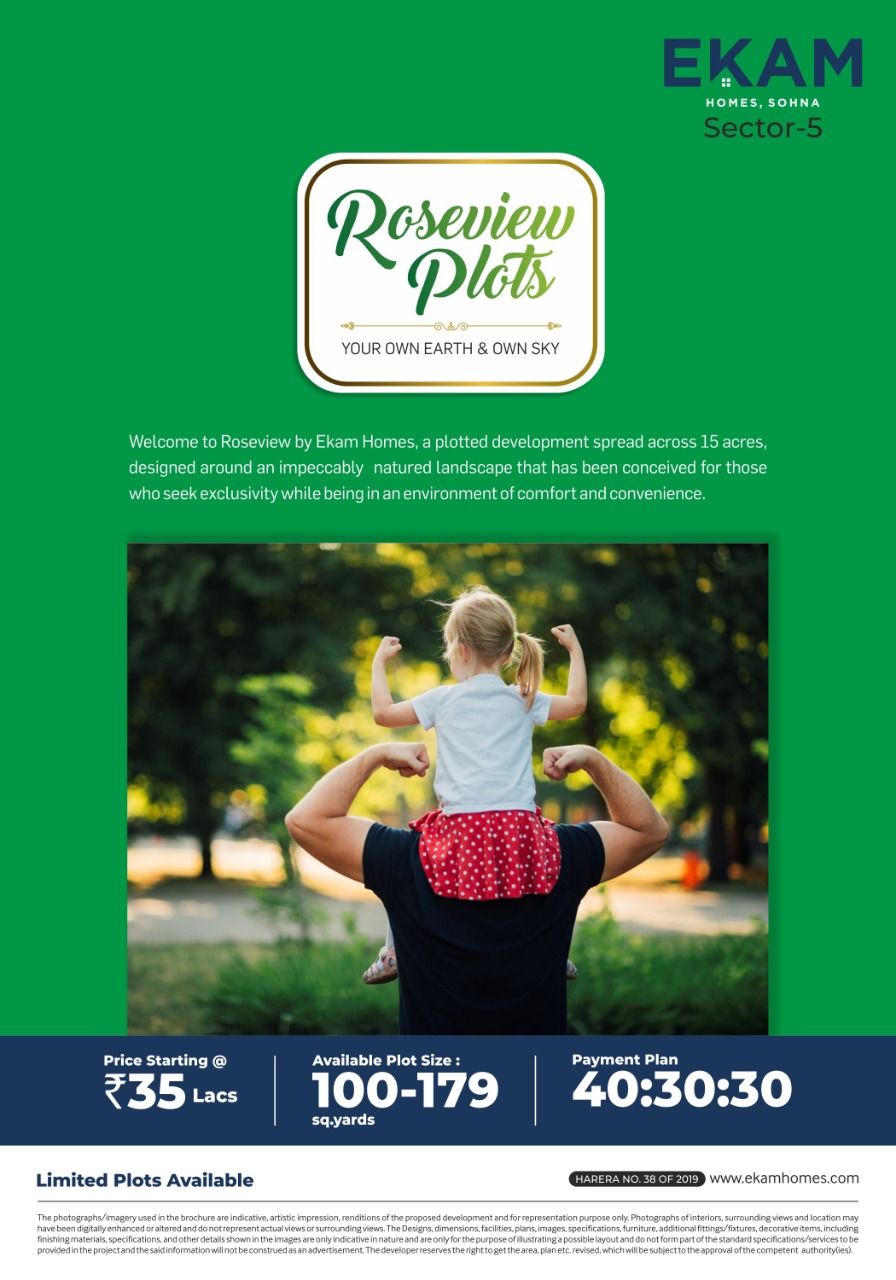 EKAM
HOMES, SOHNA
Sector-5
Roseview
Plots
YOUR OWN EARTH & OWN SKY
Welcome to Roseview by Ekam Homes, a plotted development spread across 15 acres,
designed around an impeccably natured landscape that has been conceived for those
who seek exclusivity while being in an environment of comfort and convenience.
Price Starting @
₹35 Lacs
Available Plot Size :
100-179
sq.yards
Payment Plan
40:30:30
Limited Plots Available
HARERA NO. 38 OF 2019 www.ekamhomes.com
The photographs/imagery used in the brochure are indicative, artistic impression, renditions of the proposed development and for representation purpose only. Photographs of interiors, surrounding views and location may
have been digitally enhanced or altered and do not represent actual views or surrounding views. The Designs, dimensions, facilities, plans, images, specifications, furniture, additional fittings/fixtures, decorative items, including
finishing materials, specifications, and other details shown in the images are only indicative in nature and are only for the purpose of illustrating a possible layout and do not form part of the standard specifications/services to be
provided in the project and the said information will not be construed as an advertisement. The developer reserves the right to get the area, plan etc. revised, which will be subject to the approval of the competent authority(ies).